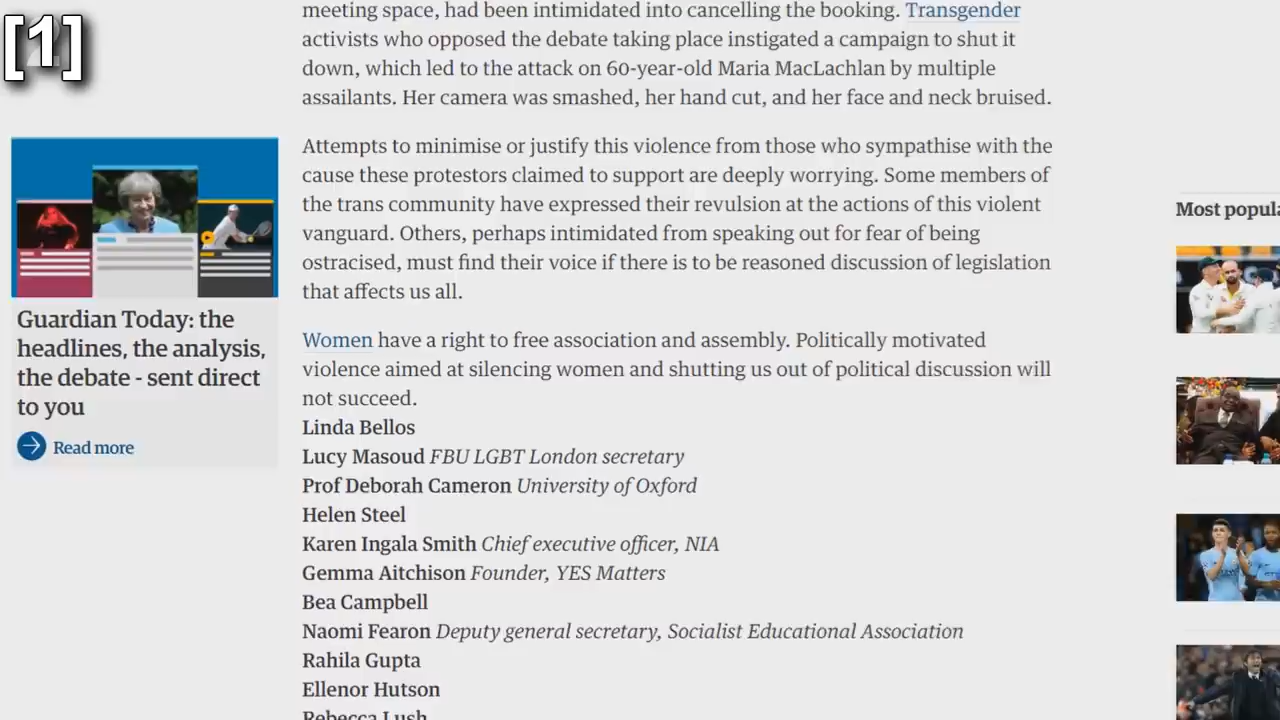 [1]
meeting space, had been intimidated into cancelling the booking. Transgender
activists who opposed the debate taking place instigated a campaign to shut it
down, which led to the attack on 60-year-old Maria MacLachlan by multiple
assailants. Her camera was smashed, her hand cut, and her face and neck bruised.
Attempts to minimise or justify this violence from those who sympathise with the
cause these protestors claimed to support are deeply worrying. Some members of
the trans community have expressed their revulsion at the actions of this violent
vanguard. Others, perhaps intimidated from speaking out for fear of being
ostracised, must find their voice if there is to be reasoned discussion of legislation
that affects us all.
Women have a right to free association and assembly. Politically motivated
violence aimed at silencing women and shutting us out of political discussion will
not succeed.
Linda Bellos
Lucy Masoud FBU LGBT London secretary
Prof Deborah Cameron University of Oxford
Helen Steel
Karen Ingala Smith Chief executive officer, NIA
Gemma Aitchison Founder, YES Matters
Bea Campbell
Naomi Fearon Deputy general secretary, Socialist Educational Association
Rahila Gupta
Ellenor Hutson
Rebecca Lush
Guardian Today: the
headlines, the analysis,
the debate - sent direct
to you
Read more
Most popula